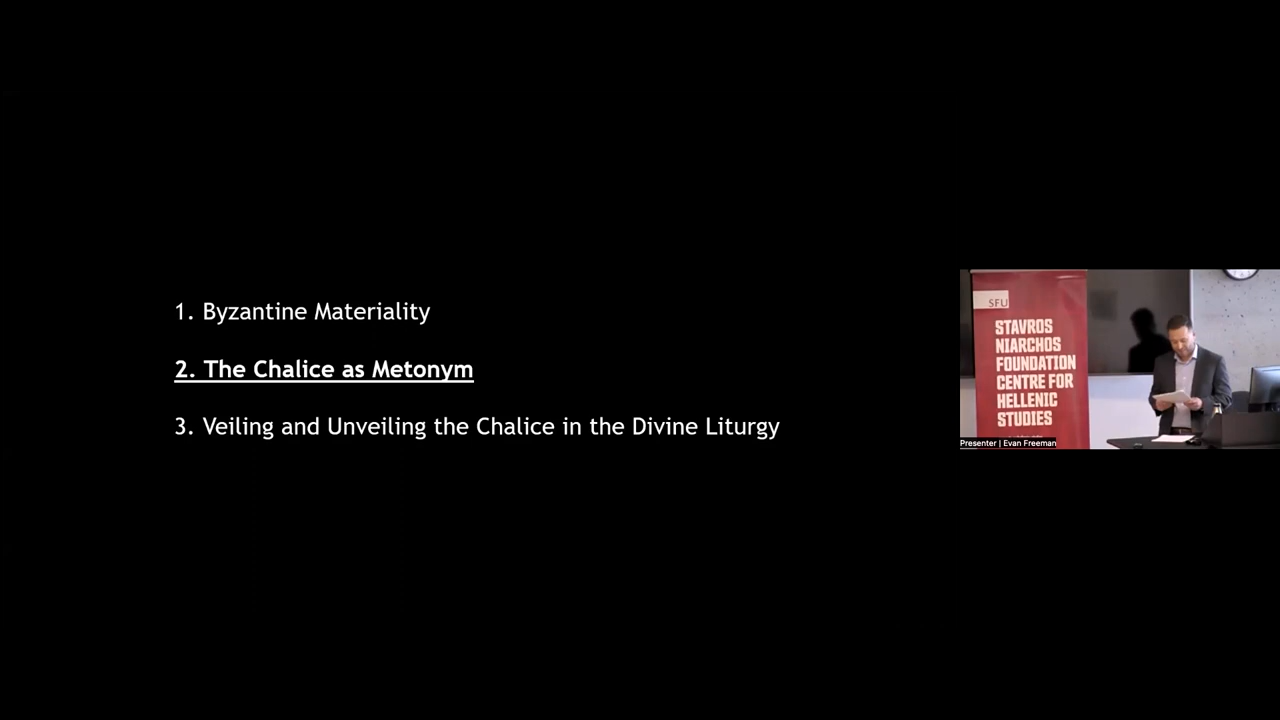 1. Byzantine Materiality
2. The Chalice as Metonym
3. Veiling and Unveiling the Chalice in the Divine Liturgy
SFU
STAVROS
NIARCHOS
FOUNDATION
CENTRE FOR
HELLENIC
STUDIES
Presenter | Evan Freeman